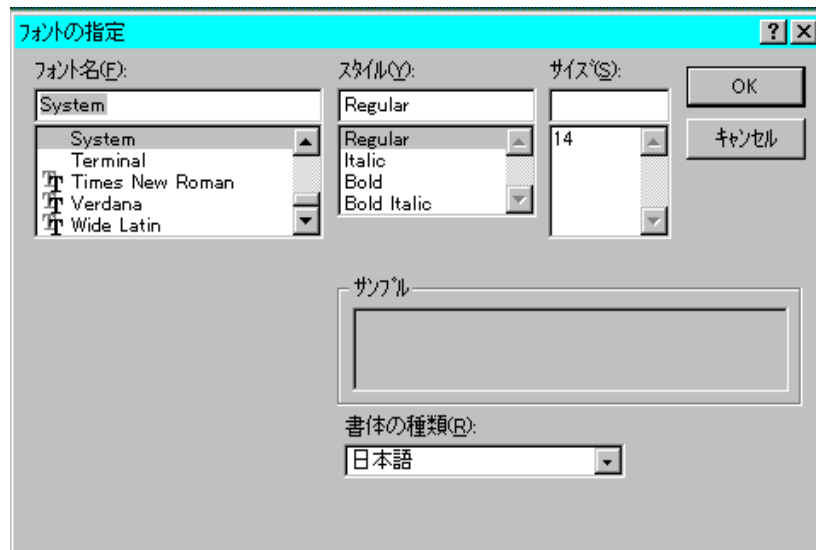 ﾌｫﾝﾄの指定
ﾌｫﾝﾄ名(F):
System
System
Terminal
Times New Roman
Verdana
Wide Latin
ｽﾀｲﾙ(Y):
Regular
Regular
Italic
Bold
Bold Italic
ｻｲｽﾞ(S):
14
OK
ｷｬﾝｾﾙ
ｻﾝﾌﾟﾙ
書体の種類(R):
日本語